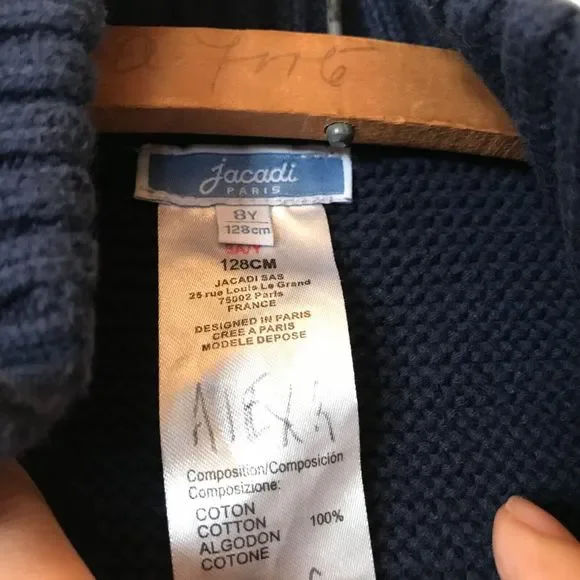 jacadi
PARIS
8Y
128cm
128CM
JACADI SAS
25 rue Louis Le Grand
75002 Paris
FRANCE
DESIGNED IN PARIS
CREE A PARIS
MODELE DEPOSE
Composition/Composición
Composizione:
COTON
COTTON 100%
ALGODON
COTONE